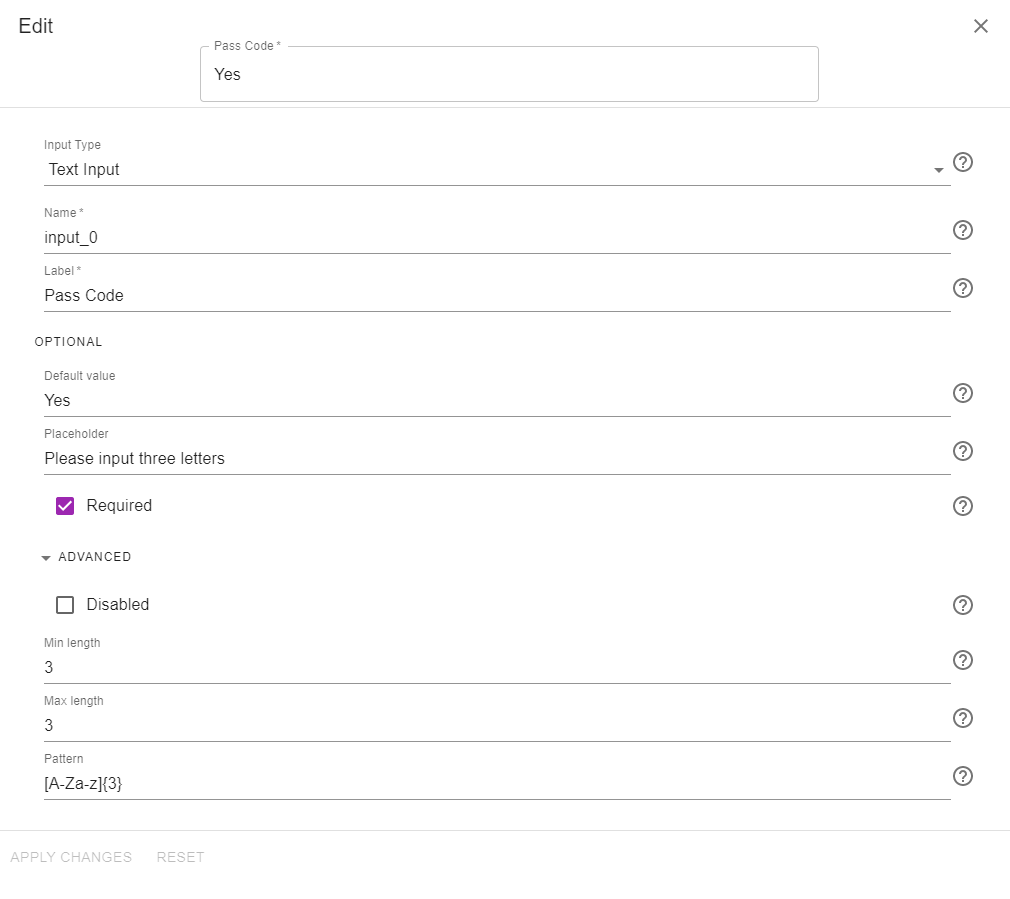 Edit
Pass Code *
Yes
Input Type
Text Input
Name *
input_0
Label *
Pass Code
OPTIONAL
Default value
Yes
Placeholder
Please input three letters
Required
ADVANCED
Disabled
Min length
3
Max length
3
Pattern
[A-Za-z]{3}
APPLY CHANGES RESET